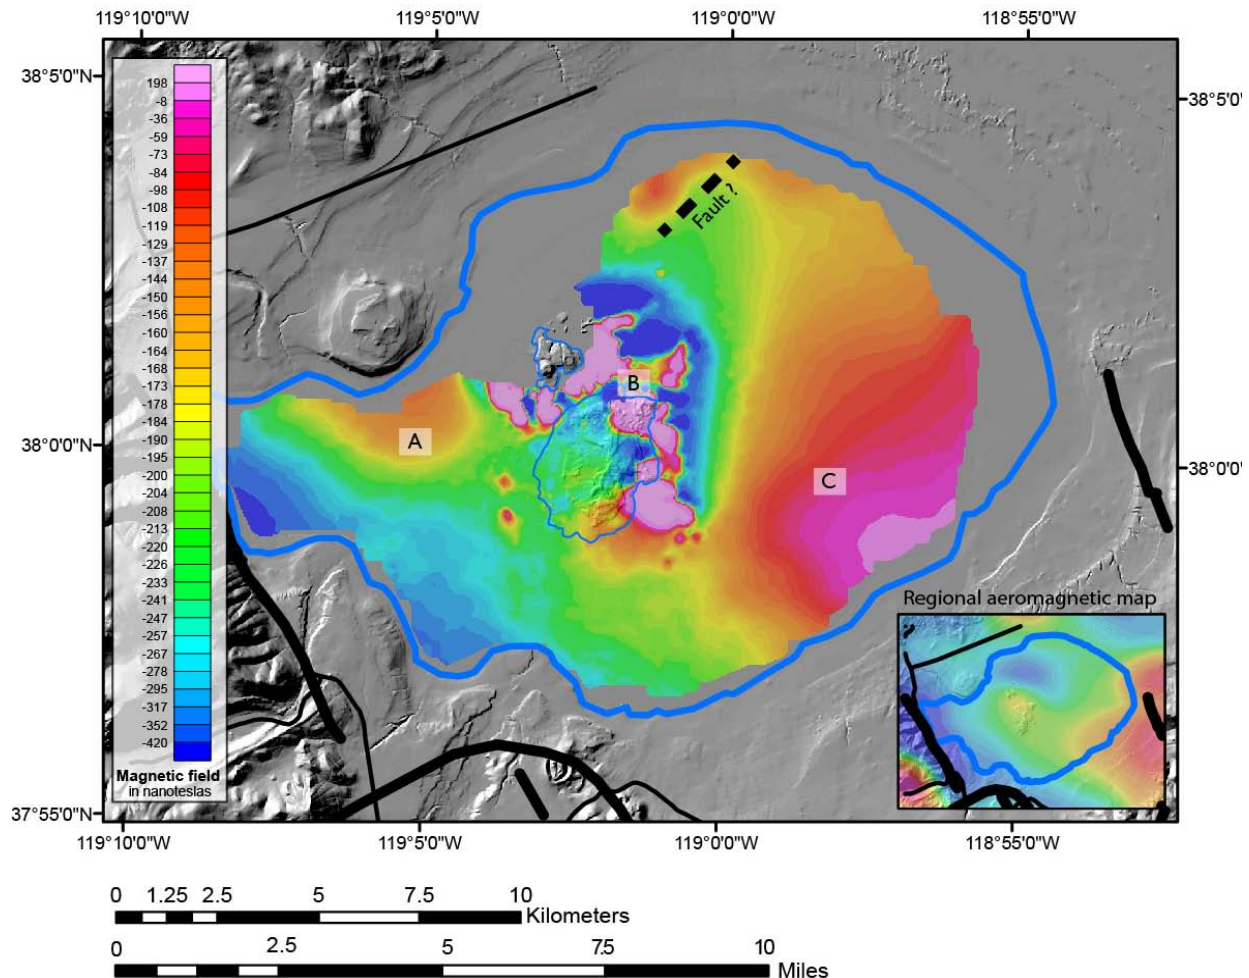 119°10'0"W
119°5'0"W
119°0'0"W
118°55'0"W
38°5'0"N
38°5'0"N
198
-8
-36
-59
-73
-84
-98
-108
-119
-129
-137
-144
-150
-156
-160
-164
-168
-173
-178
-184
-190
-195
-200
-204
-208
-213
-220
-226
-233
-241
-247
-257
-267
-278
-295
-317
-352
-420
Magnetic field
in nanoteslas
Fault ?
B
A
C
38°0'0"N
38°0'0"N
Regional aeromagnetic map
37°55'0"N
119°10'0"W
119°5'0"W
119°0'0"W
118°55'0"W
0 1.25 2.5 5 7.5 10
Kilometers
0 2.5 5 7.5 10
Miles